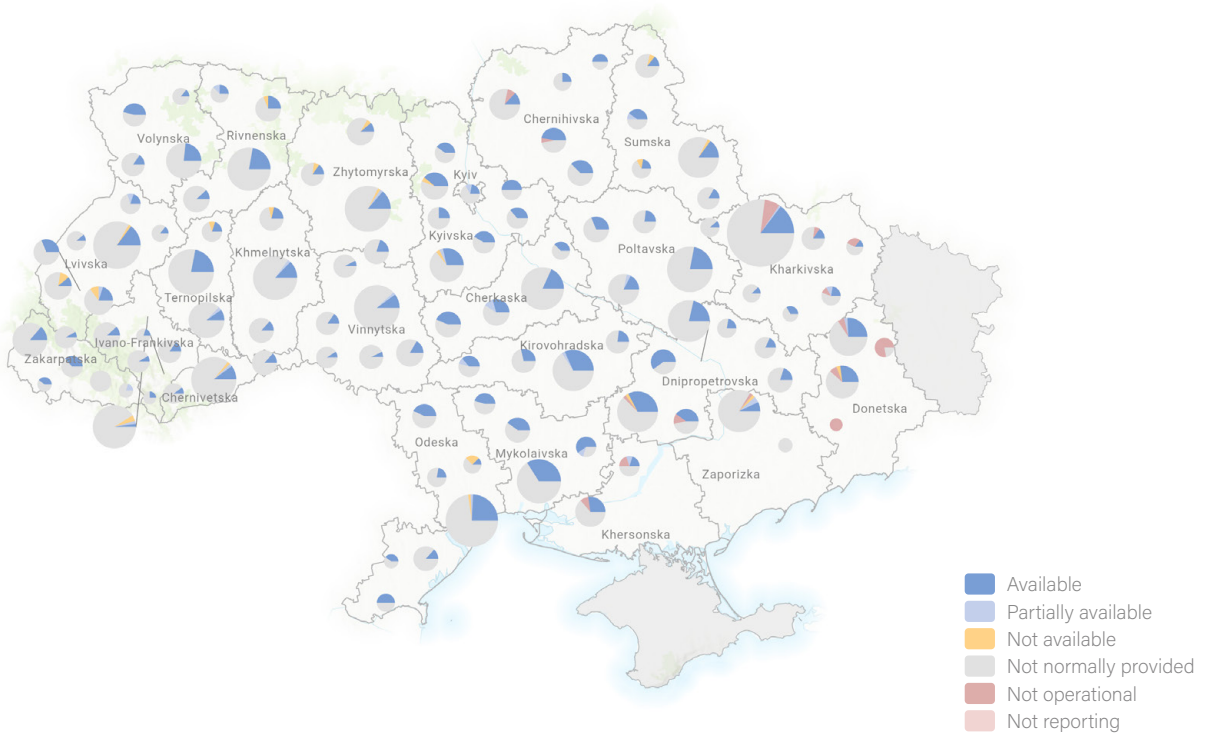 Chernihivska
Volynska
Rivnenska
Sumska
Zhytomyrska
Kyiv
Kyivska
Poltavska
Khmelnytska
Lvivska
Kharkivska
Ternopilska
Cherkaska
Vinnytska
Ivano-Frankivska
Kirovohradska
Zakarpatska
Dnipropetrovska
Chernivetska
Donetska
Odeska
Mykolaivska
Zaporizka
Khersonska
Available
Partially available
Not available
Not normally provided
Not operational
Not reporting